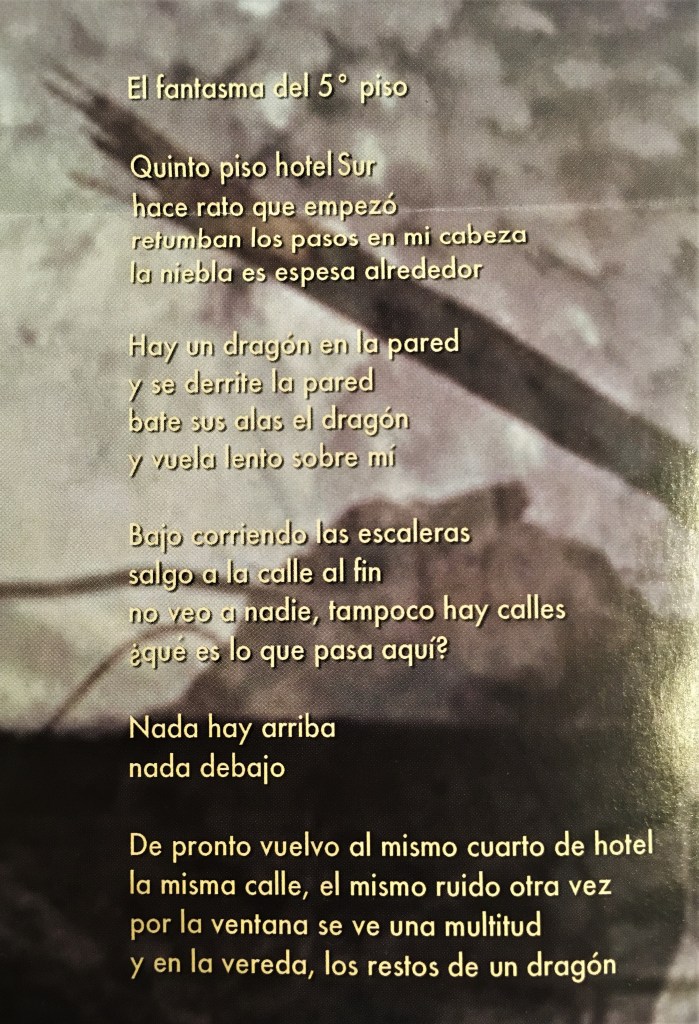 El fantasma del 5° piso
Quinto piso hotel Sur
hace rato que empezó
retumban los pasos en mi cabeza
la niebla es espesa alrededor
Hay un dragón en la pared
y se derrite la pared
bate sus alas el dragón
y vuela lento sobre mí
Bajo corriendo las escaleras
salgo a la calle al fin
no veo a nadie, tampoco hay calles
¿qué es lo que pasa aquí?
Nada hay arriba
nada debajo
De pronto vuelvo al mismo cuarto de hotel
la misma calle, el mismo ruido otra vez
por la ventana se ve una multitud
y en la vereda, los restos de un dragón